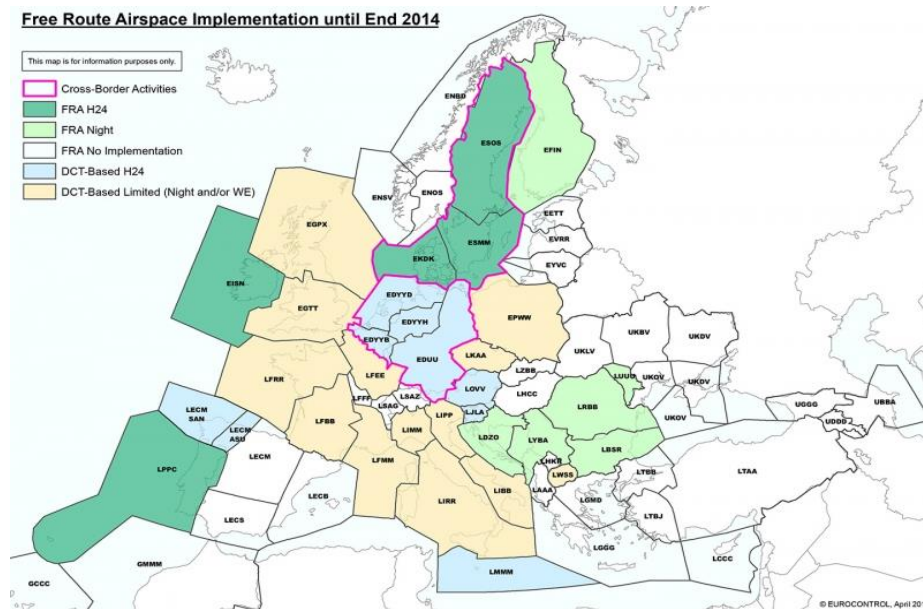 Free Route Airspace Implementation until End 2014
This map is for information purposes only.
Cross-Border Activities
FRA H24
FRA Night
FRA No Implementation
DCT-Based H24
DCT-Based Limited (Night and/or WE)
ENBD
ESOS
EFIN
ENSV
ENOS
EGPX
EETT
EKDK
ESMM
EVRR
EYVC
EISN
EDYYD
EGTT
EDYYH
EPWW
EDYYB
UKBV
UKDV
EDUU
LKAA
UKLV
LFRR
LFEE
LZBB
LUUU
UKOV
UKDV
LOVV
LFFF
LSAZ
LHCC
LSAG
UGGG
UBBA
LECM
SAN
LFBB
LIMM
LIPP
LJLA
LRBB
UKOV
UDDD
LECM
ASU
LDZO
LYBA
LECM
LFMM
LBSR
LPPC
LWSS
LTBB
LTAA
LIBB
LAAA
LECB
LIRR
LGMD
LECS
LTBJ
LGGG
LCCC
GMMM
LMMM
GCCC
© EUROCONTROL, April